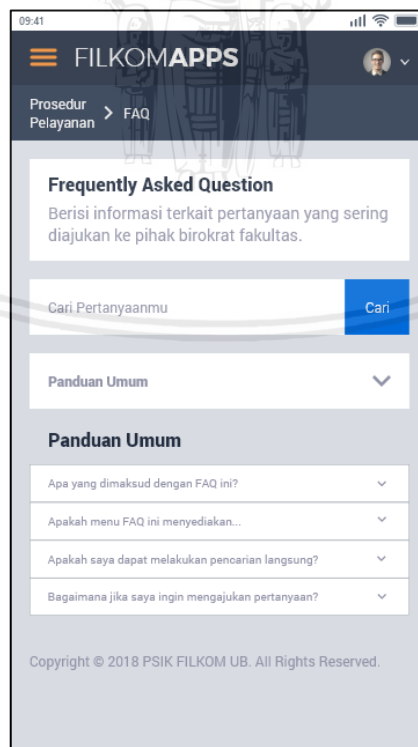 09:41
FILKOMAPPS
Prosedur
Pelayanan > FAQ
Frequently Asked Question
Berisi informasi terkait pertanyaan yang sering
diajukan ke pihak birokrat fakultas.
Cari Pertanyaanmu Cari
Panduan Umum
Panduan Umum
Apa yang dimaksud dengan FAQ ini?
Apakah menu FAQ ini menyediakan...
Apakah saya dapat melakukan pencarian langsung?
Bagaimana jika saya ingin mengajukan pertanyaan?
Copyright © 2018 PSIK FILKOM UB. All Rights Reserved.